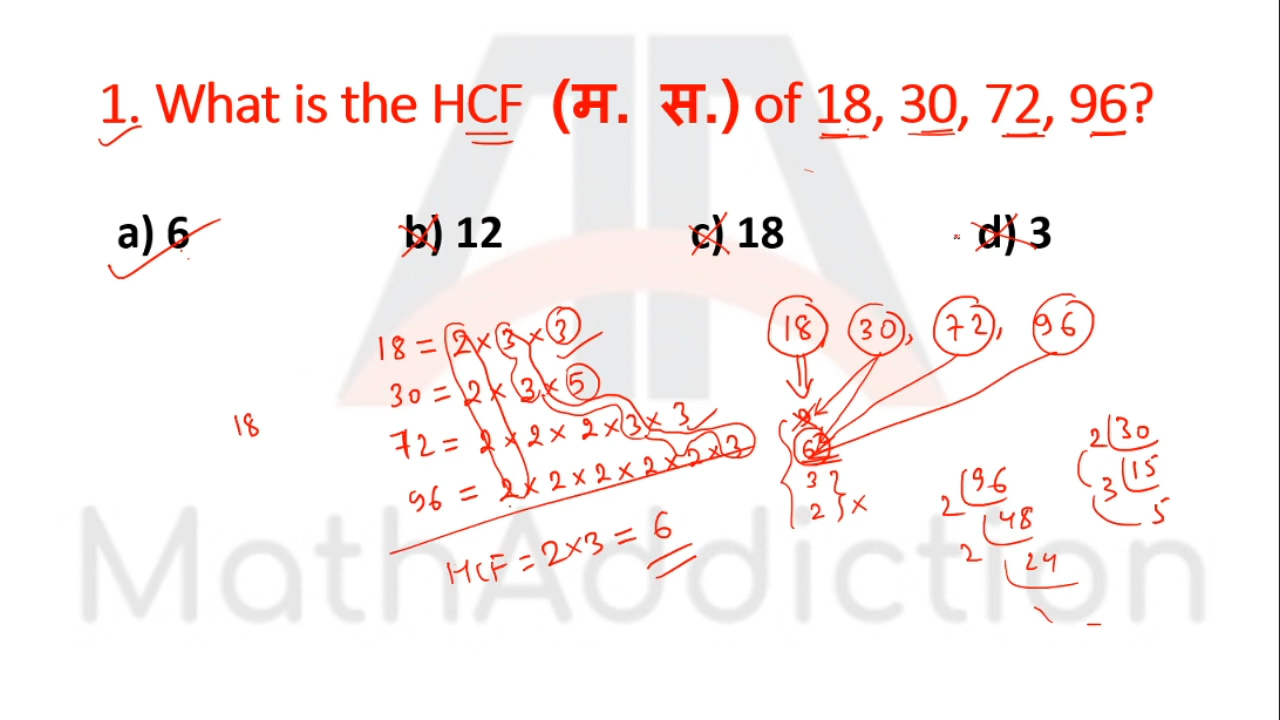 1. What is the HCF (म. स.) of 18, 30, 72, 96?
a) 6 b) 12 c) 18 d) 3
18 = 2 × 3 × 3
30 = 2 × 3 × 5
72 = 2 × 2 × 2 × 3 × 3
96 = 2 × 2 × 2 × 2 × 2 × 3
HCF = 2×3 = 6
18
18, 30, 72, 96
9
6
3
2 ×
2 96
48
2 24
2 30
3 15
5
MathAddiction